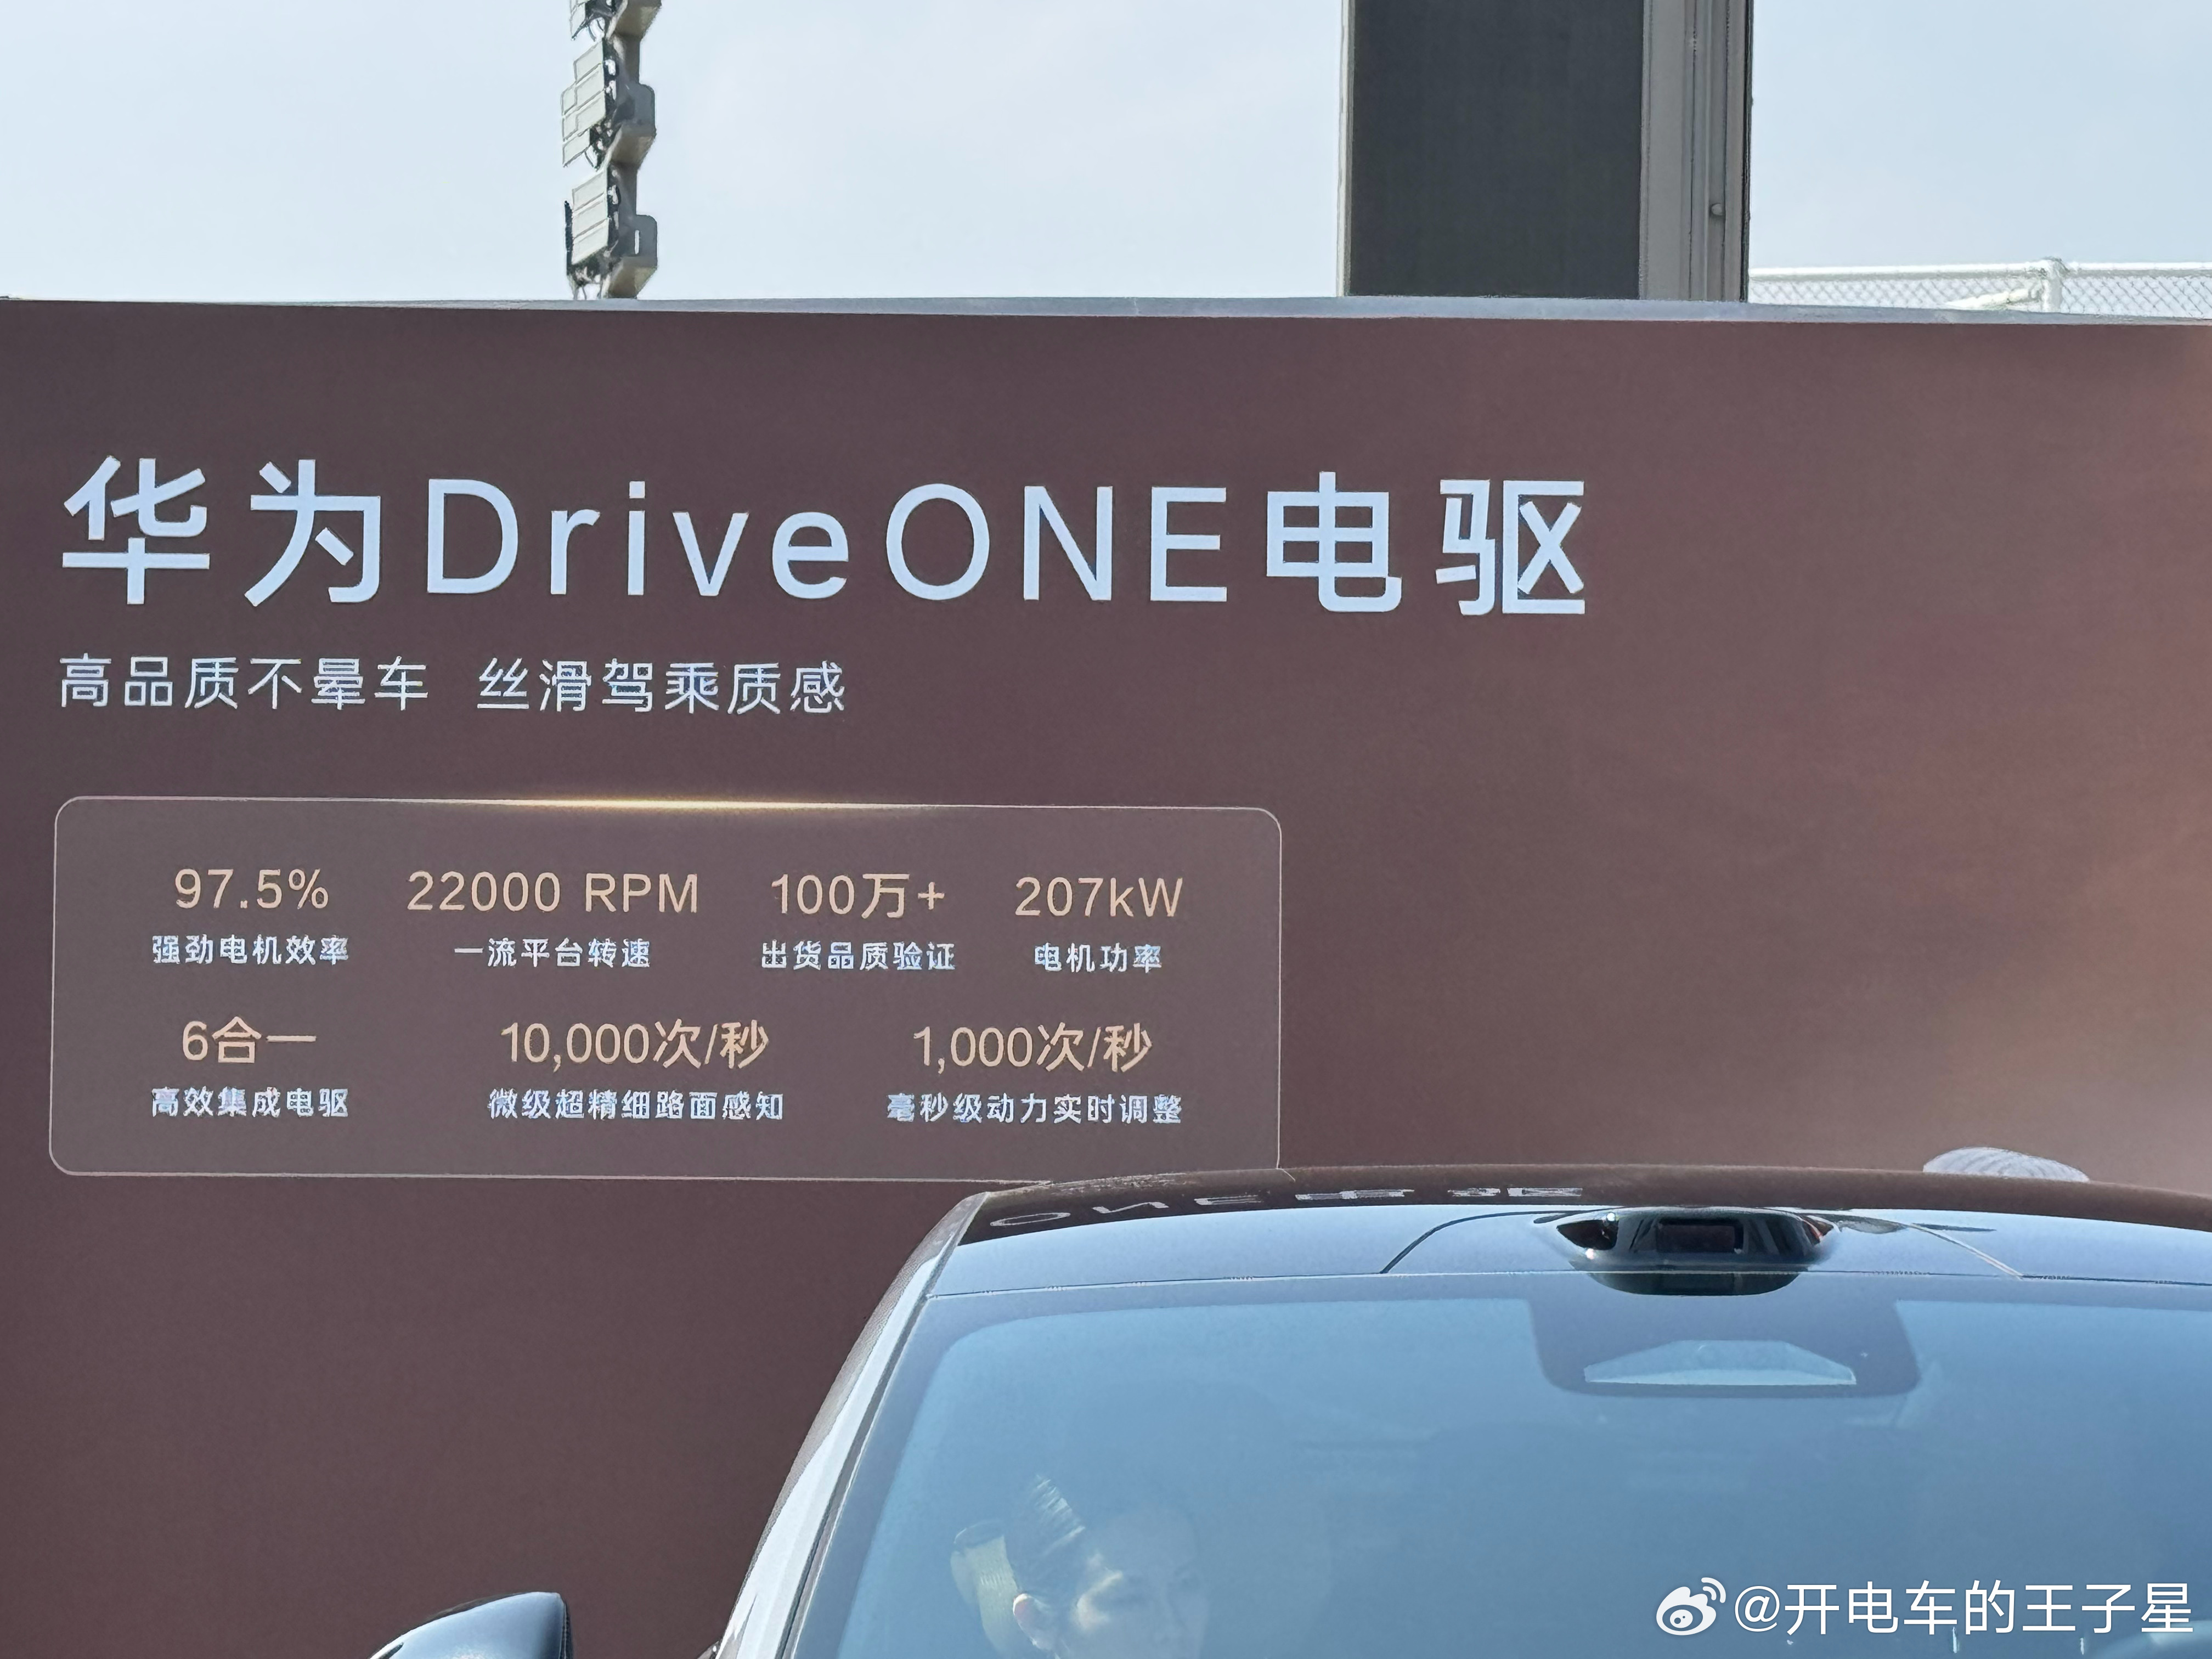 华为DriveONE电驱
高品质不晕车 丝滑驾乘质感
97.5% 22000 RPM 100万+ 207kW
强劲电机效率 一流平台转速 出货品质验证 电机功率
6合一 10,000次/秒 1,000次/秒
高效集成电驱 微级超精细路面感知 毫秒级动力实时调整
ONE电驱
@开电车的王子星